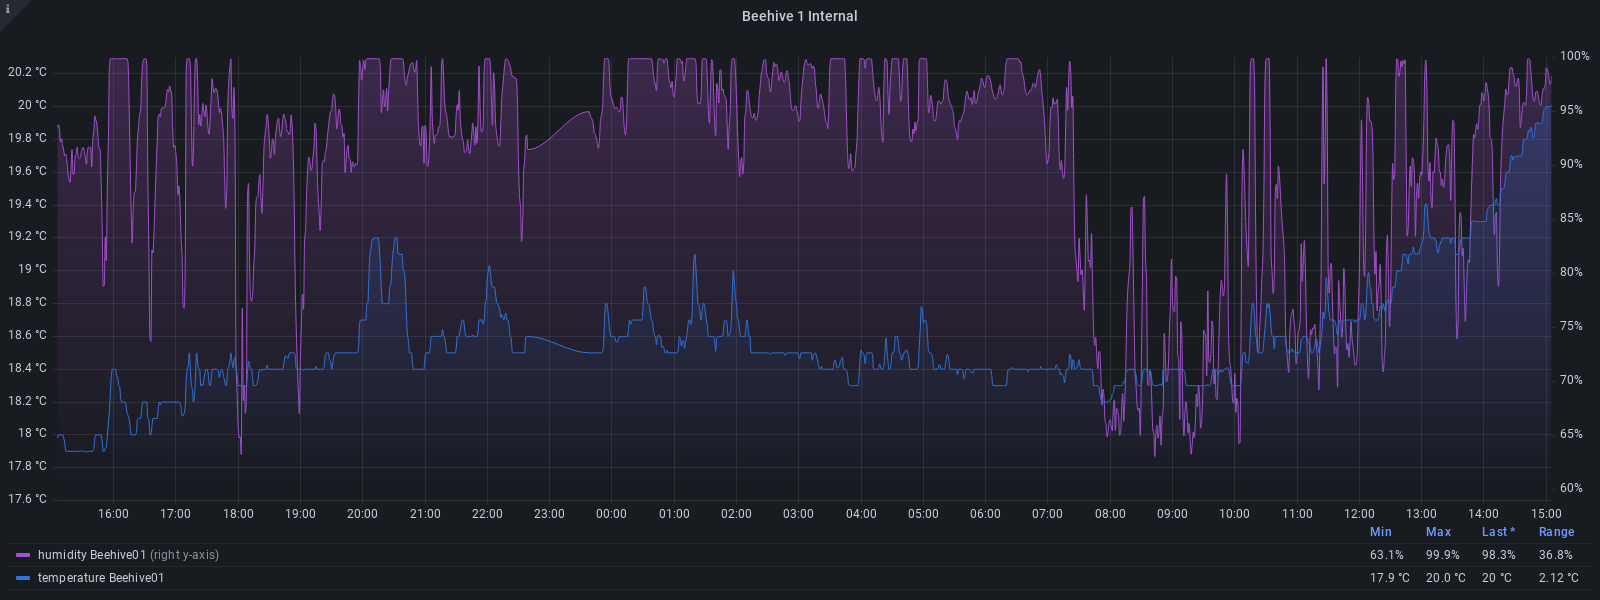 i
Beehive 1 Internal
20.2 °C
20 °C
19.8 °C
19.6 °C
19.4 °C
19.2 °C
19 °C
18.8 °C
18.6 °C
18.4 °C
18.2 °C
18 °C
17.8 °C
17.6 °C
100%
95%
90%
85%
80%
75%
70%
65%
60%
16:00 17:00 18:00 19:00 20:00 21:00 22:00 23:00 00:00 01:00 02:00 03:00 04:00 05:00 06:00 07:00 08:00 09:00 10:00 11:00 12:00 13:00 14:00 15:00
Min Max Last * Range
humidity Beehive01 (right y-axis) 63.1% 99.9% 98.3% 36.8%
temperature Beehive01 17.9 °C 20.0 °C 20 °C 2.12 °C